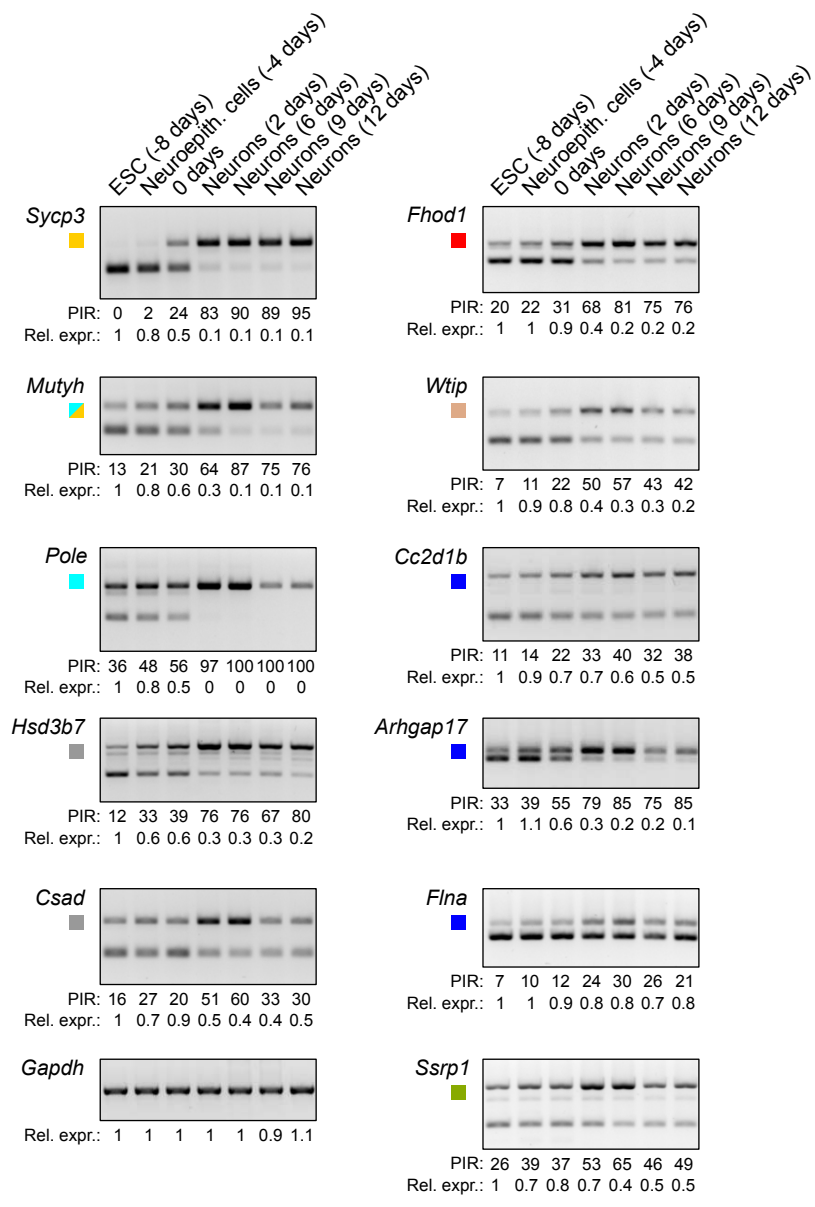 ESC (-8 days)
Neuroepith. cells (-4 days)
0 days
Neurons (2 days)
Neurons (6 days)
Neurons (9 days)
Neurons (12 days)
Sycp3
PIR: 0 2 24 83 90 89 95
Rel. expr.: 1 0.8 0.5 0.1 0.1 0.1 0.1
Mutyh
PIR: 13 21 30 64 87 75 76
Rel. expr.: 1 0.8 0.6 0.3 0.1 0.1 0.1
Pole
PIR: 36 48 56 97 100 100 100
Rel. expr.: 1 0.8 0.5 0 0 0 0
Hsd3b7
PIR: 12 33 39 76 76 67 80
Rel. expr.: 1 0.6 0.6 0.3 0.3 0.3 0.2
Csad
PIR: 16 27 20 51 60 33 30
Rel. expr.: 1 0.7 0.9 0.5 0.4 0.4 0.5
Gapdh
Rel. expr.: 1 1 1 1 1 0.9 1.1
ESC (-8 days)
Neuroepith. cells (-4 days)
0 days
Neurons (2 days)
Neurons (6 days)
Neurons (9 days)
Neurons (12 days)
Fhod1
PIR: 20 22 31 68 81 75 76
Rel. expr.: 1 1 0.9 0.4 0.2 0.2 0.2
Wtip
PIR: 7 11 22 50 57 43 42
Rel. expr.: 1 0.9 0.8 0.4 0.3 0.3 0.2
Cc2d1b
PIR: 11 14 22 33 40 32 38
Rel. expr.: 1 0.9 0.7 0.7 0.6 0.5 0.5
Arhgap17
PIR: 33 39 55 79 85 75 85
Rel. expr.: 1 1.1 0.6 0.3 0.2 0.2 0.1
Flna
PIR: 7 10 12 24 30 26 21
Rel. expr.: 1 1 0.9 0.8 0.8 0.7 0.8
Ssrp1
PIR: 26 39 37 53 65 46 49
Rel. expr.: 1 0.7 0.8 0.7 0.4 0.5 0.5